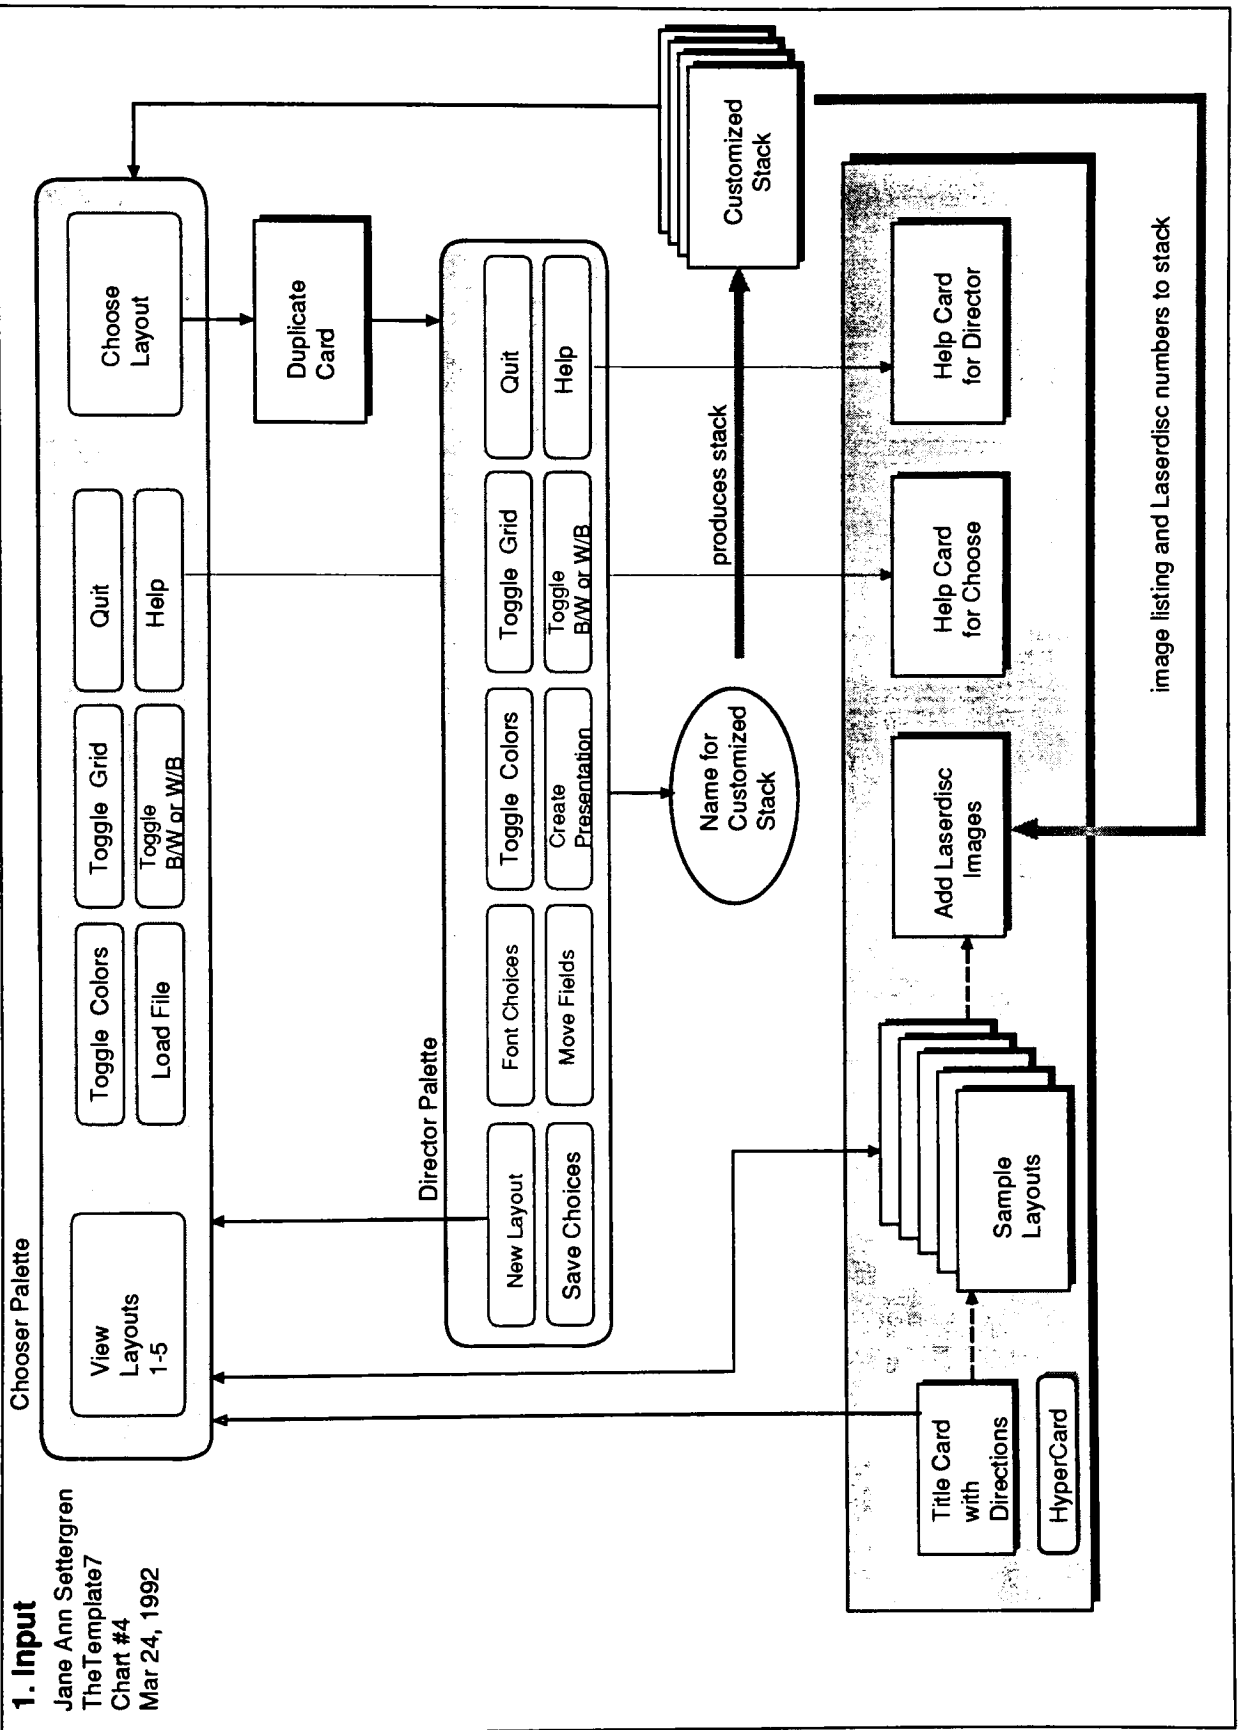 1. Input
Jane Ann Settergren
TheTemplate7
Chart #4
Mar 24, 1992
Chooser Palette
View
Layouts
1-5
Toggle Colors
Toggle Grid
Quit
Load File
Toggle
B/W or W/B
Help
Choose
Layout
Duplicate
Card
Director Palette
New Layout
Font Choices
Toggle Colors
Toggle Grid
Quit
Save Choices
Move Fields
Create
Presentation
Toggle
B/W or W/B
Help
Name for
Customized
Stack
produces stack
Customized
Stack
Title Card
with
Directions
HyperCard
Sample
Layouts
Add Laserdisc
Images
Help Card
for Choose
Help Card
for Director
image listing and Laserdisc numbers to stack